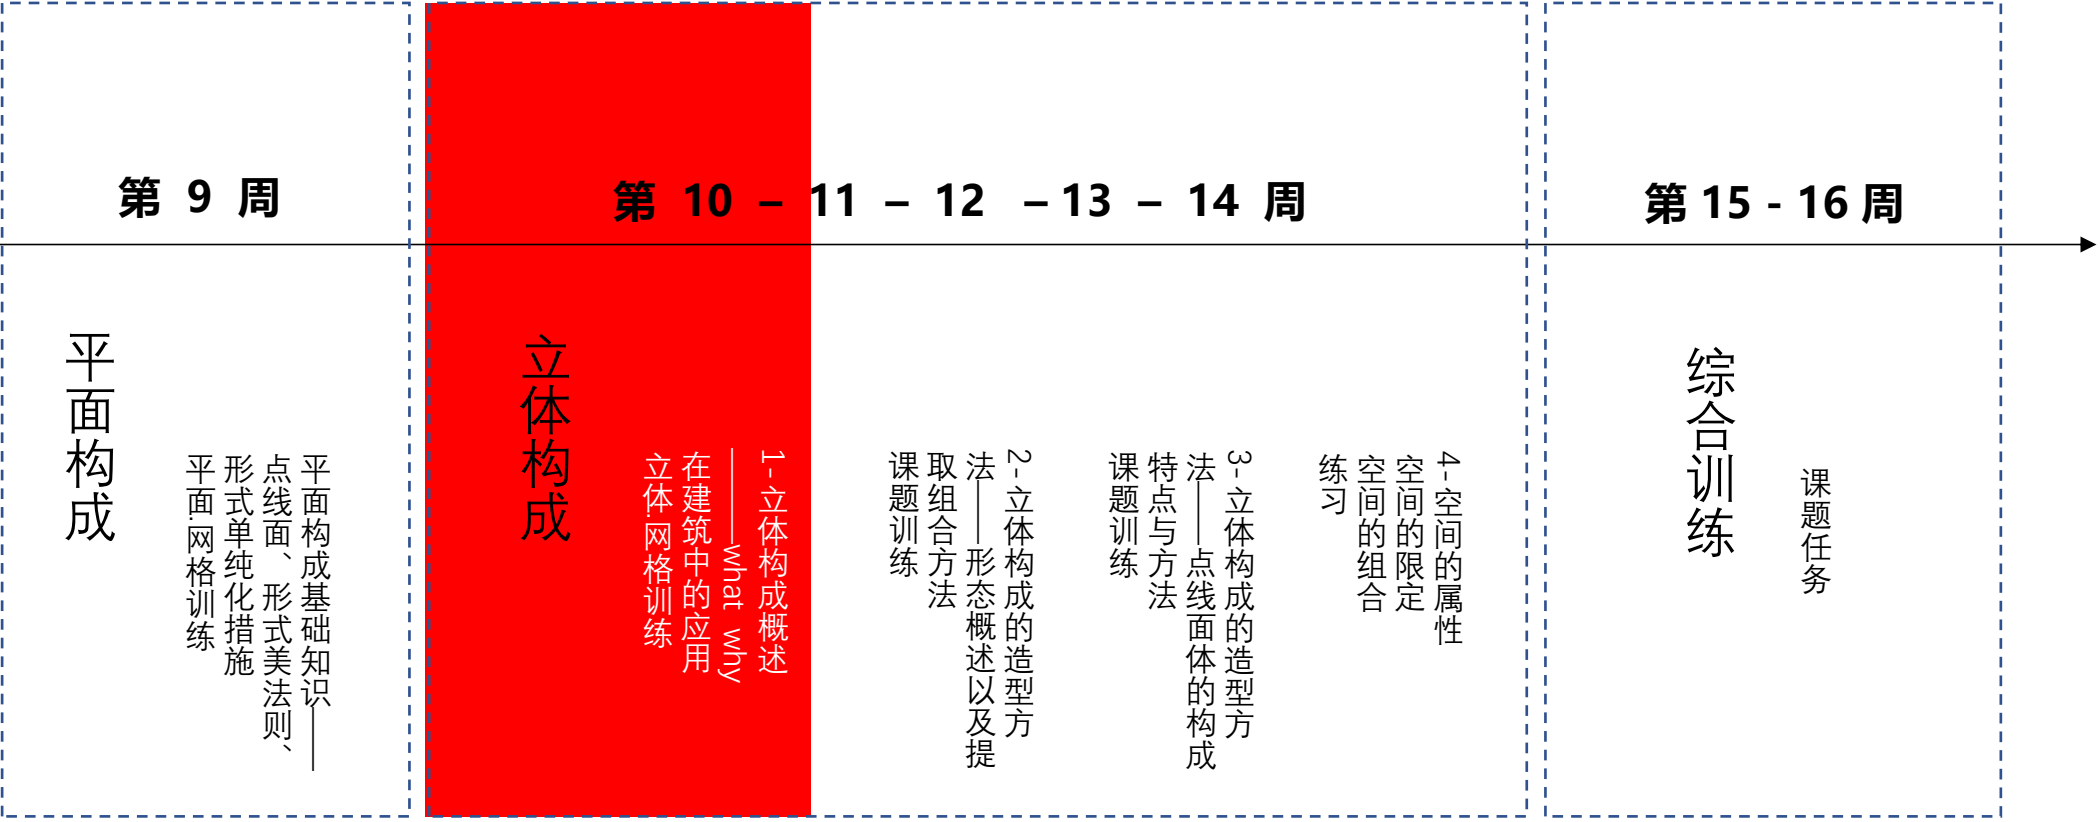 第 9 周
平面构成
平面构成基础知识——
点线面、形式美法则、
形式单纯化措施
平面.网格训练
第 10 – 11 – 12 – 13 – 14 周
立体构成
1-立体构成概述
———what why
在建筑中的应用
立体.网格训练
2-立体构成的造型方
法——形态概述以及提
取组合方法
课题训练
3-立体构成的造型方
法——点线面体的构成
特点与方法
课题训练
4-空间的属性
空间的限定
空间的组合
练习
第 15 - 16 周
综合训练
课题任务